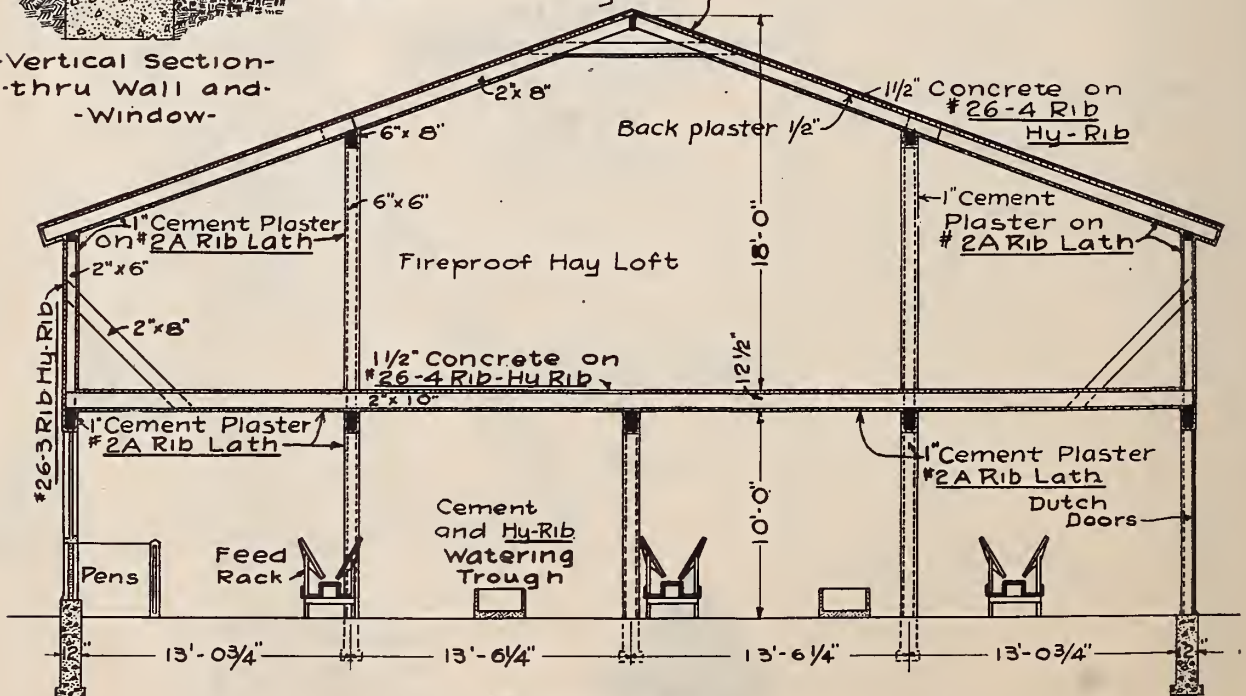 -Vertical Section-
-thru Wall and-
-Window-
2"x 8"
6"x 8"
Back plaster 1/2"
1 1/2" Concrete on
#26-4 Rib
Hy-Rib
6"x 6"
1" Cement Plaster
on #2A Rib Lath
2"x6"
Fireproof Hay Loft
18'-0"
1" Cement
Plaster on
#2A Rib Lath
2"x8"
#26-3 Rib Hy-Rib
1 1/2" Concrete on
#26-4 Rib-Hy Rib
12 1/2"
2"x 10"
1" Cement Plaster
#2A Rib Lath
1" Cement Plaster
#2A Rib Lath
10'-0"
Dutch
Doors
Cement
and Hy-Rib
Watering
Trough
Feed
Rack
Pens
13'-0 3/4"
13'-6 1/4"
13'-6 1/4"
13'-0 3/4"